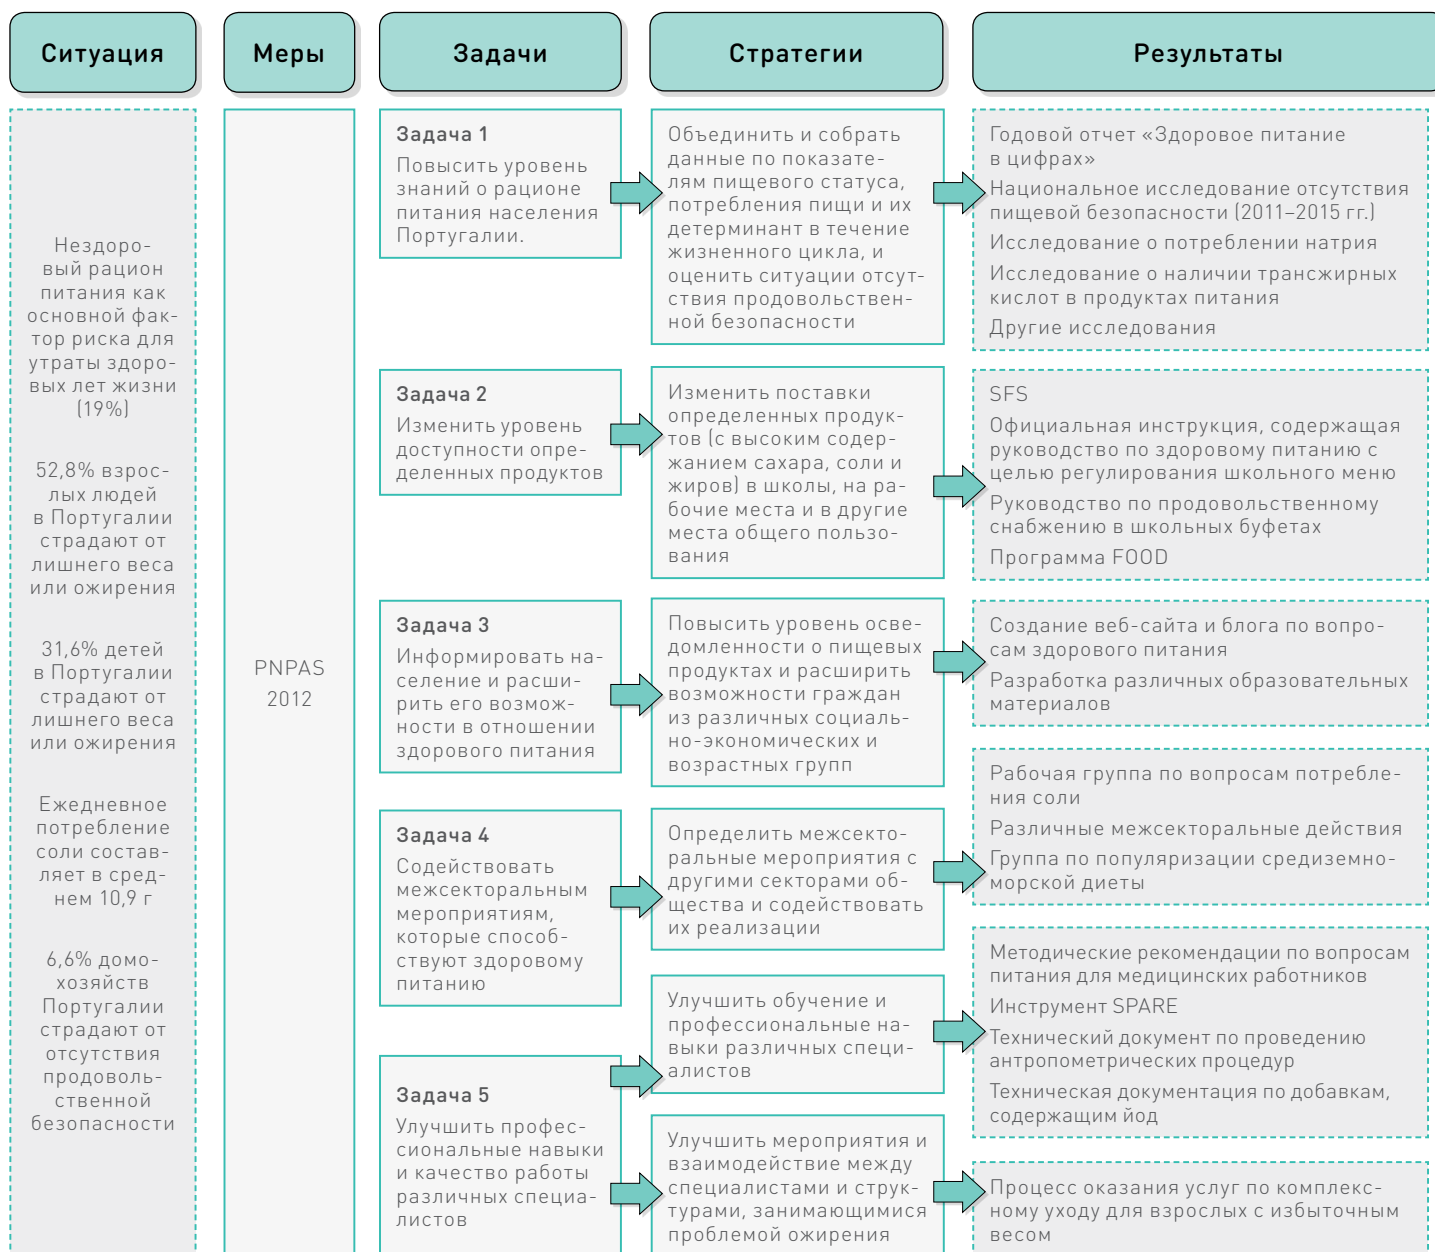 Ситуация
Меры
Задачи
Стратегии
Результаты
Нездоро-
вый рацион
питания как
основной фак-
тор риска для
утраты здоро-
вых лет жизни
(19%)
52,8% взрос-
лых людей
в Португалии
страдают от
лишнего веса
или ожирения
31,6% детей
в Португалии
страдают от
лишнего веса
или ожирения
Ежедневное
потребление
соли состав-
ляет в сред-
нем 10,9 г
6,6% домо-
хозяйств
Португалии
страдают от
отсутствия
продоволь-
ственной
безопасности
PNPAS
2012
Задача 1
Повысить уровень
знаний о рационе
питания населения
Португалии.
Объединить и собрать
данные по показате-
лям пищевого статуса,
потребления пищи и их
детерминант в течение
жизненного цикла, и
оценить ситуации отсут-
ствия продовольствен-
ной безопасности
Годовой отчет «Здоровое питание
в цифрах»
Национальное исследование отсутствия
пищевой безопасности (2011–2015 гг.)
Исследование о потреблении натрия
Исследование о наличии трансжирных
кислот в продуктах питания
Другие исследования
Задача 2
Изменить уровень
доступности опре-
деленных продуктов
Изменить поставки
определенных продук-
тов (с высоким содер-
жанием сахара, соли и
жиров) в школы, на ра-
бочие места и в другие
места общего пользо-
вания
SFS
Официальная инструкция, содержащая
руководство по здоровому питанию с
целью регулирования школьного меню
Руководство по продовольственному
снабжению в школьных буфетах
Программа FOOD
Задача 3
Информировать на-
селение и расши-
рить его возмож-
ности в отношении
здорового питания
Повысить уровень осве-
домленности о пищевых
продуктах и расширить
возможности граждан
из различных социаль-
но-экономических и
возрастных групп
Создание веб-сайта и блога по вопро-
сам здорового питания
Разработка различных образовательных
материалов
Задача 4
Содействовать
межсекторальным
мероприятиям,
которые способ-
ствуют здоровому
питанию
Определить межсекто-
ральные мероприятия с
другими секторами об-
щества и содействовать
их реализации
Рабочая группа по вопросам потребле-
ния соли
Различные межсекторальные действия
Группа по популяризации средиземно-
морской диеты
Задача 5
Улучшить профес-
сиональные навыки
и качество работы
различных специа-
листов
Улучшить обучение и
профессиональные на-
выки различных специ-
алистов
Методические рекомендации по вопросам
питания для медицинских работников
Инструмент SPARE
Технический документ по проведению
антропометрических процедур
Техническая документация по добавкам,
содержащим йод
Улучшить мероприятия и
взаимодействие между
специалистами и струк-
турами, занимающимися
проблемой ожирения
Процесс оказания услуг по комплекс-
ному уходу для взрослых с избыточным
весом